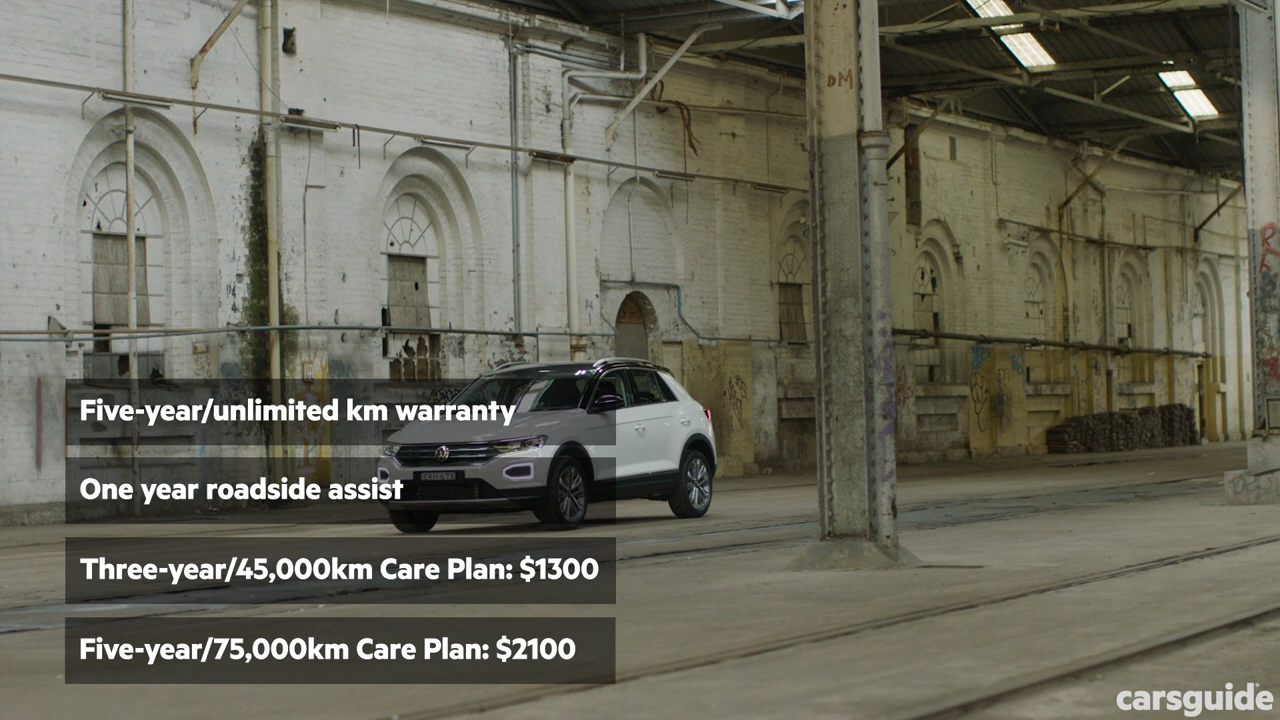 DM
Five-year/unlimited km warranty
One year roadside assist
Three-year/45,000km Care Plan: $1300
Five-year/75,000km Care Plan: $2100
carsguide